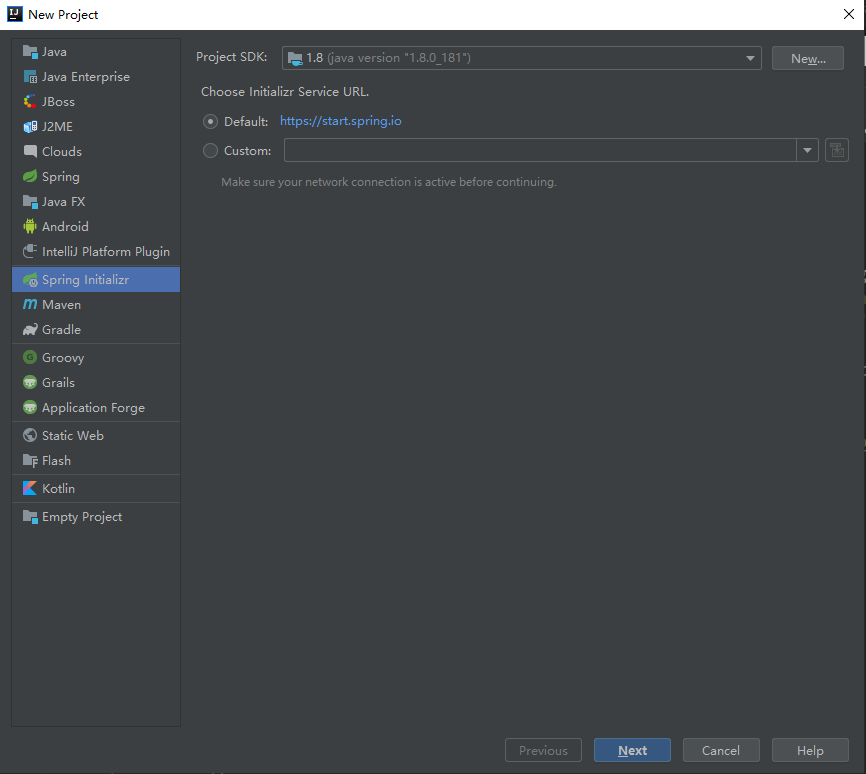 New Project
Java
Java Enterprise
JBoss
J2ME
Clouds
Spring
Java FX
Android
IntelliJ Platform Plugin
Spring Initializr
Maven
Gradle
Groovy
Grails
Application Forge
Static Web
Flash
Kotlin
Empty Project
Project SDK: 1.8 (java version "1.8.0_181") New...
Choose Initializr Service URL.
Default: https://start.spring.io
Custom:
Make sure your network connection is active before continuing.
Previous Next Cancel Help